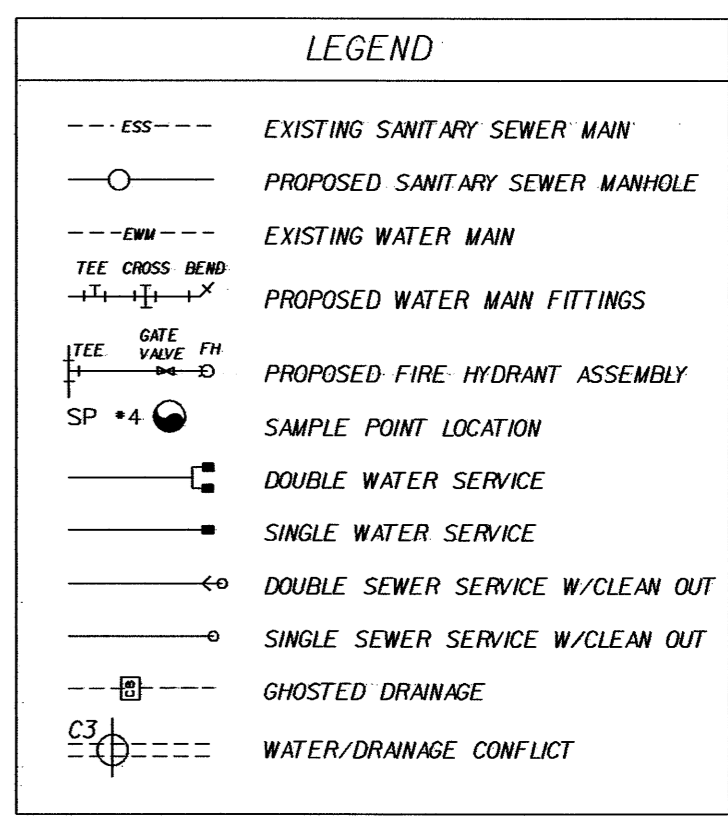 LEGEND
ESS EXISTING SANITARY SEWER MAIN
PROPOSED SANITARY SEWER MANHOLE
EWM EXISTING WATER MAIN
TEE CROSS BEND
PROPOSED WATER MAIN FITTINGS
TEE GATE VALVE FH
PROPOSED FIRE HYDRANT ASSEMBLY
SP #4 SAMPLE POINT LOCATION
DOUBLE WATER SERVICE
SINGLE WATER SERVICE
DOUBLE SEWER SERVICE W/CLEAN OUT
SINGLE SEWER SERVICE W/CLEAN OUT
GHOSTED DRAINAGE
C3
WATER/DRAINAGE CONFLICT